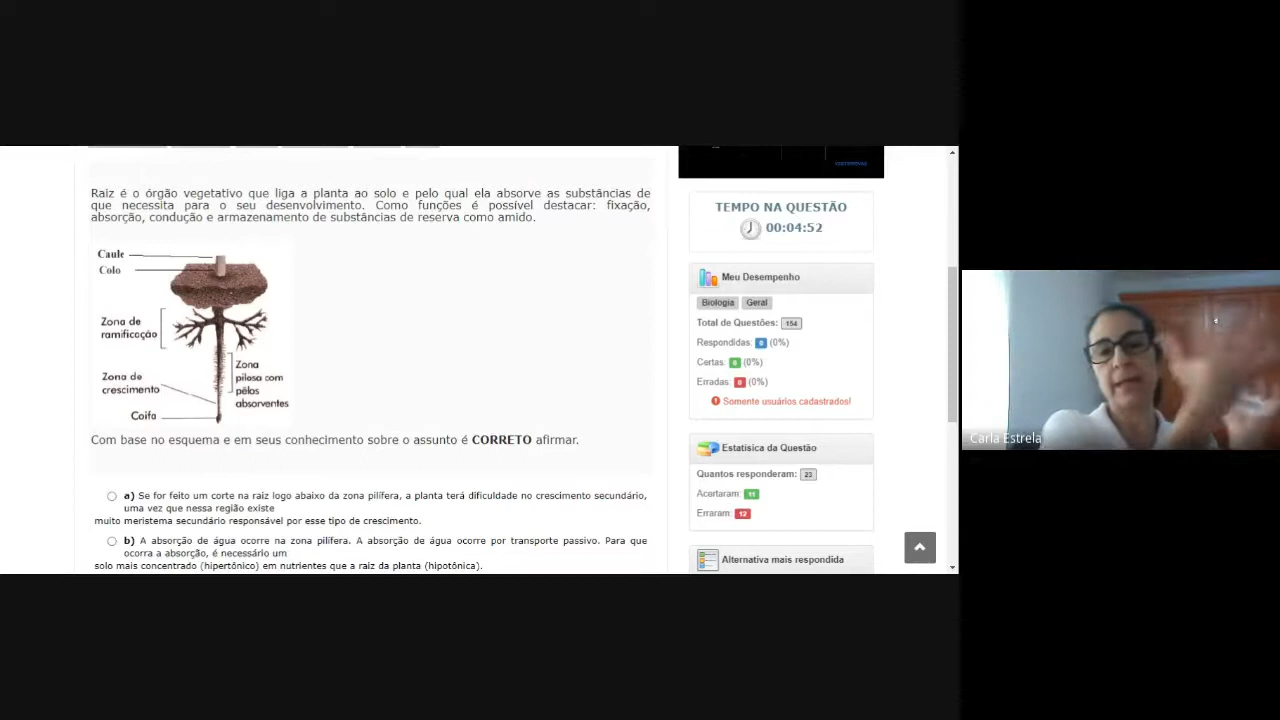 Raiz é o órgão vegetativo que liga a planta ao solo e pelo qual ela absorve as substâncias de
que necessita para o seu desenvolvimento. Como funções é possível destacar: fixação,
absorção, condução e armazenamento de substâncias de reserva como amido.
Caule
Colo
Zona de
ramificação
Zona
pilosa com
pêlos
absorventes
Zona de
crescimento
Coifa
Com base no esquema e em seus conhecimento sobre o assunto é CORRETO afirmar.
a) Se for feito um corte na raiz logo abaixo da zona pilífera, a planta terá dificuldade no crescimento secundário,
uma vez que nessa região existe
muito meristema secundário responsável por esse tipo de crescimento.
b) A absorção de água ocorre na zona pilífera. A absorção de água ocorre por transporte passivo. Para que
ocorra a absorção, é necessário um
solo mais concentrado (hipertônico) em nutrientes que a raiz da planta (hipotônica).
TEMPO NA QUESTÃO
00:04:52
Meu Desempenho
Biologia Geral
Total de Questões: 154
Respondidas: 0 (0%)
Certas: 0 (0%)
Erradas: 0 (0%)
Somente usuários cadastrados!
Estatísica da Questão
Quantos responderam: 23
Acertaram: 11
Erraram: 12
Alternativa mais respondida
Carla Estrela